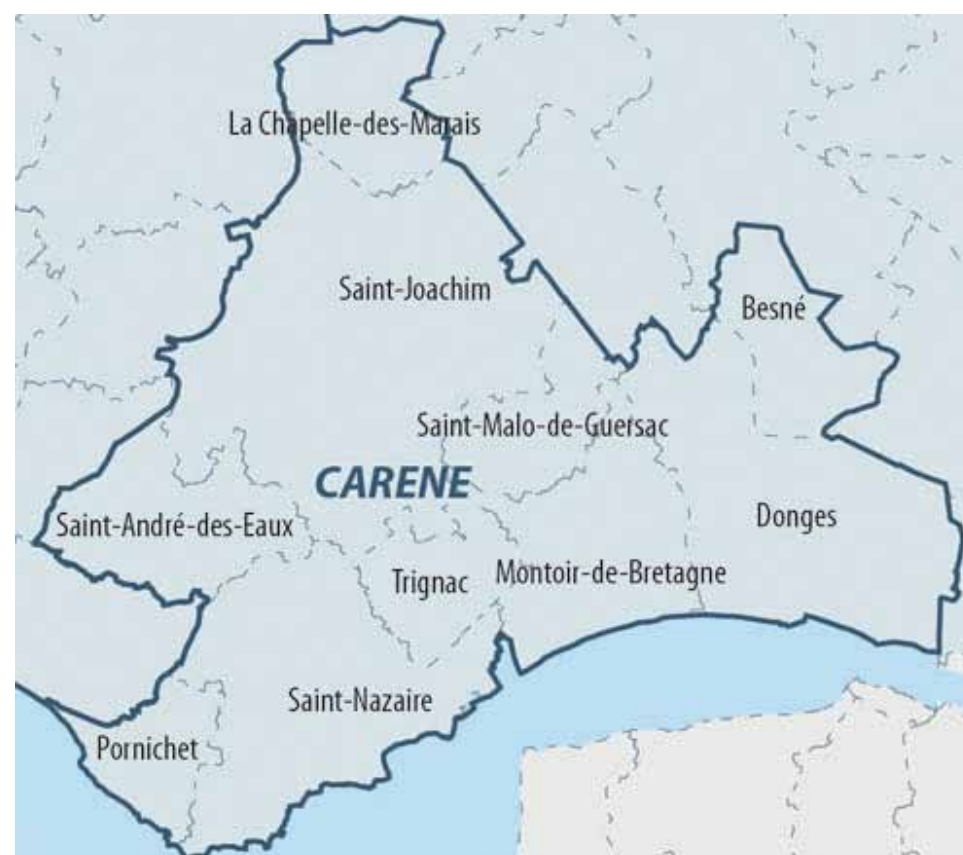 La Chapelle-des-Marais
Saint-Joachim
Besné
Saint-Malo-de-Guersac
CARENE
Saint-André-des-Eaux
Donges
Trignac
Montoir-de-Bretagne
Saint-Nazaire
Pornichet